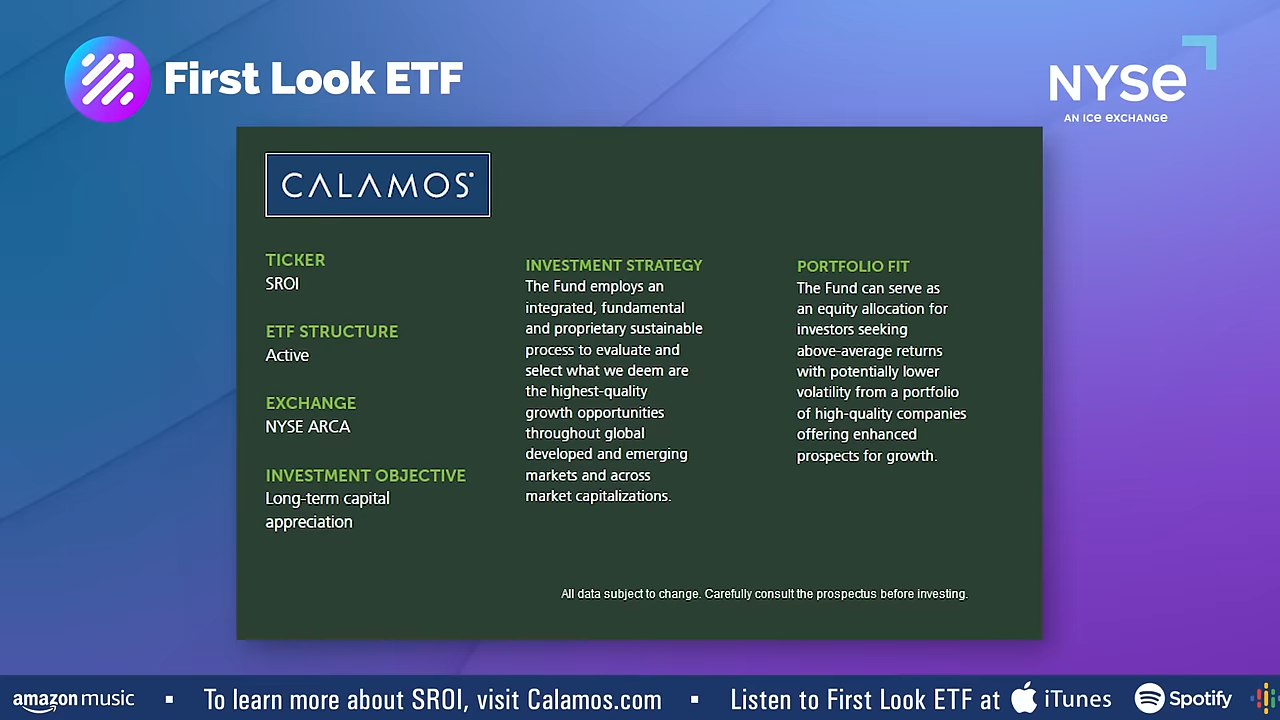 First Look ETF
NYSE
AN ICE EXCHANGE
CALAMOS
TICKER
SROI
ETF STRUCTURE
Active
EXCHANGE
NYSE ARCA
INVESTMENT OBJECTIVE
Long-term capital
appreciation
INVESTMENT STRATEGY
The Fund employs an
integrated, fundamental
and proprietary sustainable
process to evaluate and
select what we deem are
the highest-quality
growth opportunities
throughout global
developed and emerging
markets and across
market capitalizations.
PORTFOLIO FIT
The Fund can serve as
an equity allocation for
investors seeking
above-average returns
with potentially lower
volatility from a portfolio
of high-quality companies
offering enhanced
prospects for growth.
All data subject to change. Carefully consult the prospectus before investing.
amazon music ▪ To learn more about SROI, visit Calamos.com ▪ Listen to First Look ETF at iTunes Spotify